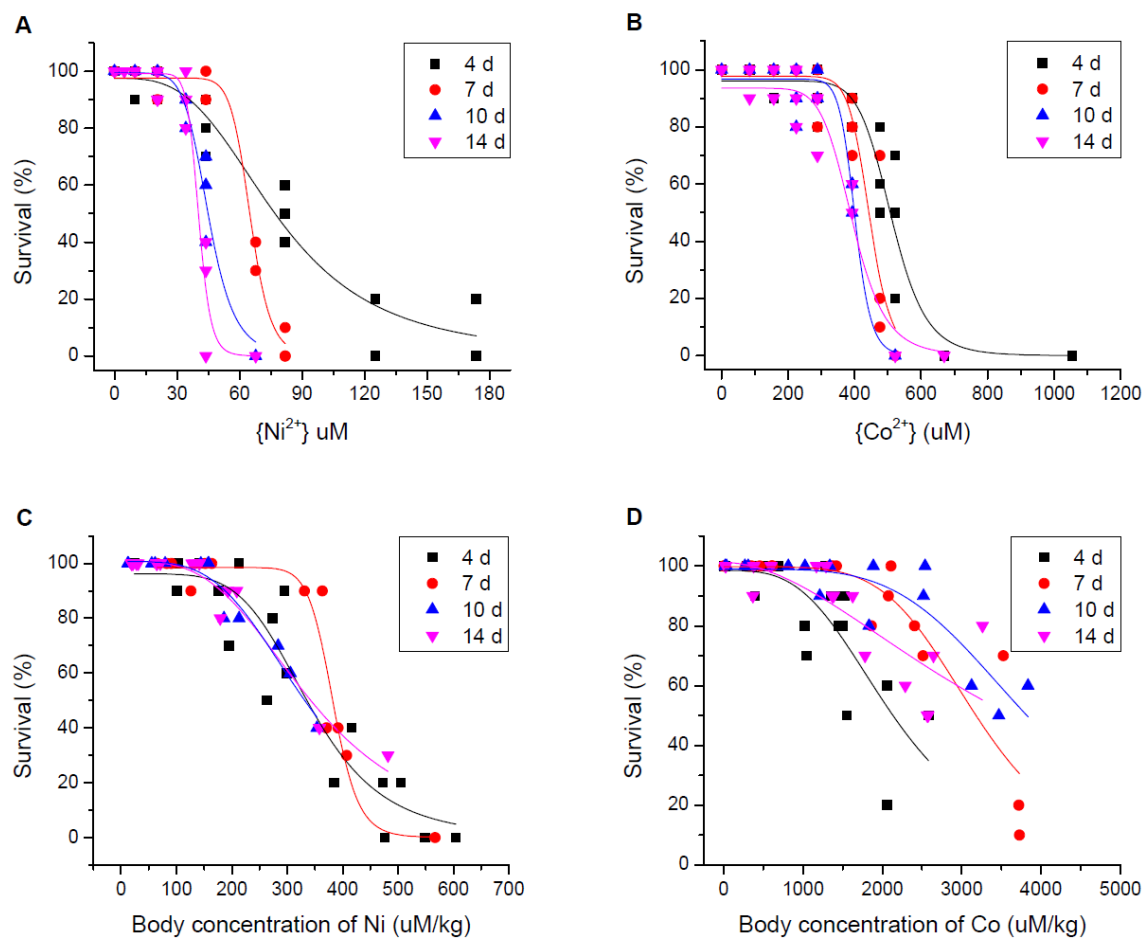 A
Survival (%)
100
80
60
40
20
0
0 30 60 90 120 150 180
{Ni²⁺} uM
4 d
7 d
10 d
14 d
B
Survival (%)
100
80
60
40
20
0
0 200 400 600 800 1000 1200
{Co²⁺} (uM)
4 d
7 d
10 d
14 d
C
Survival (%)
100
80
60
40
20
0
0 100 200 300 400 500 600 700
Body concentration of Ni (uM/kg)
4 d
7 d
10 d
14 d
D
Survival (%)
100
80
60
40
20
0
0 1000 2000 3000 4000 5000
Body concentration of Co (uM/kg)
4 d
7 d
10 d
14 d